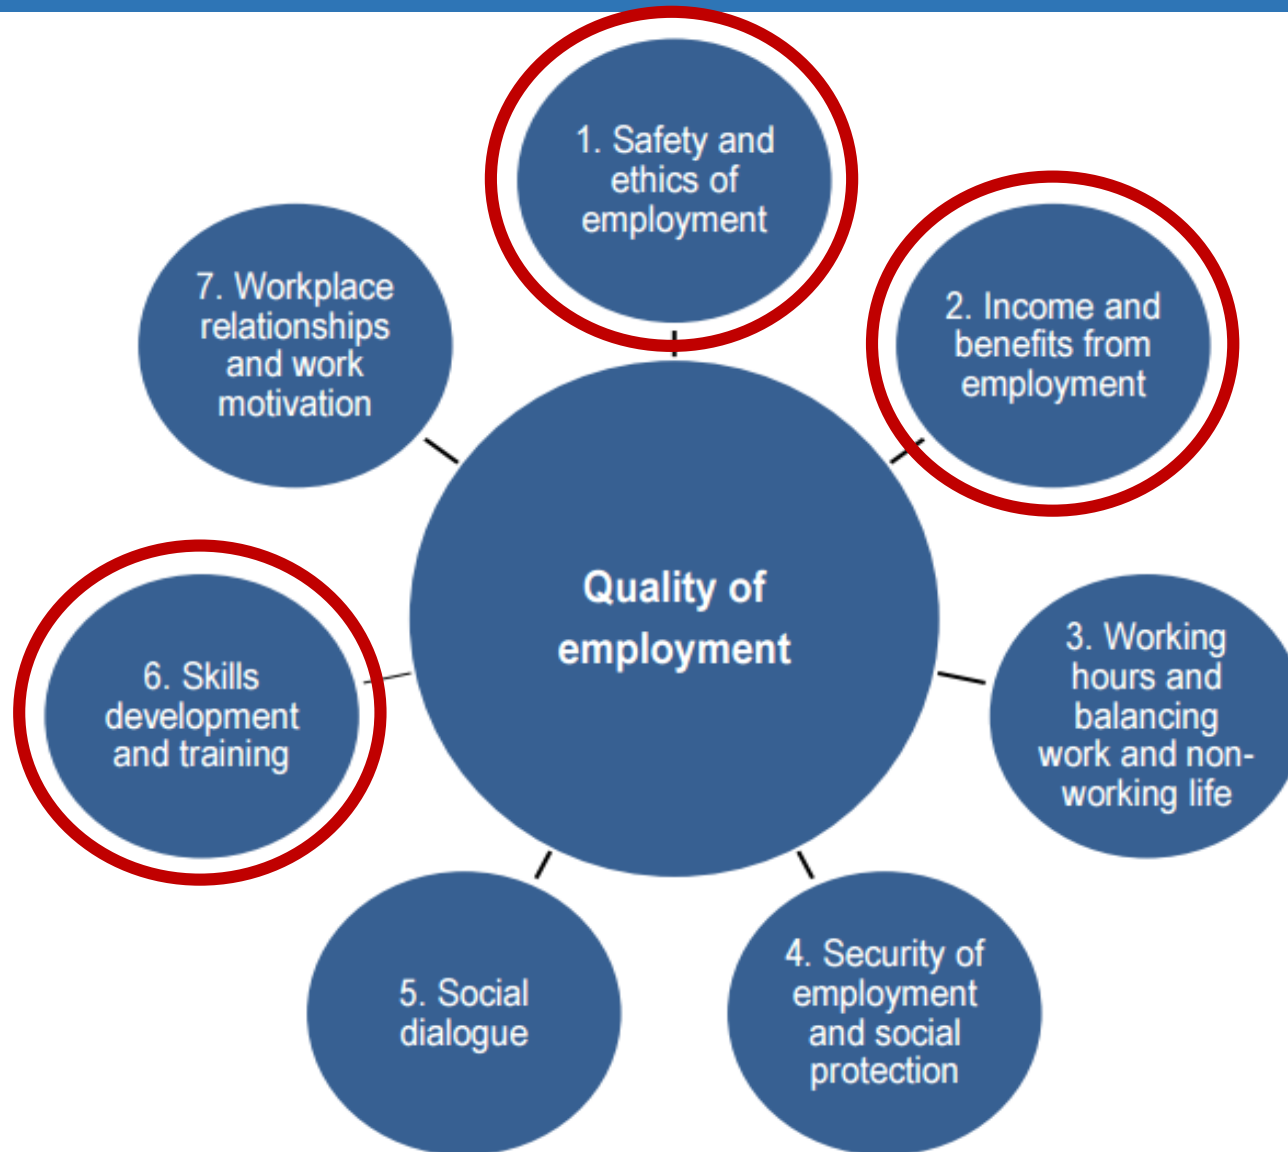 1. Safety and
ethics of
employment
2. Income and
benefits from
employment
3. Working
hours and
balancing
work and non-
working life
4. Security of
employment
and social
protection
5. Social
dialogue
6. Skills
development
and training
7. Workplace
relationships
and work
motivation
Quality of
employment